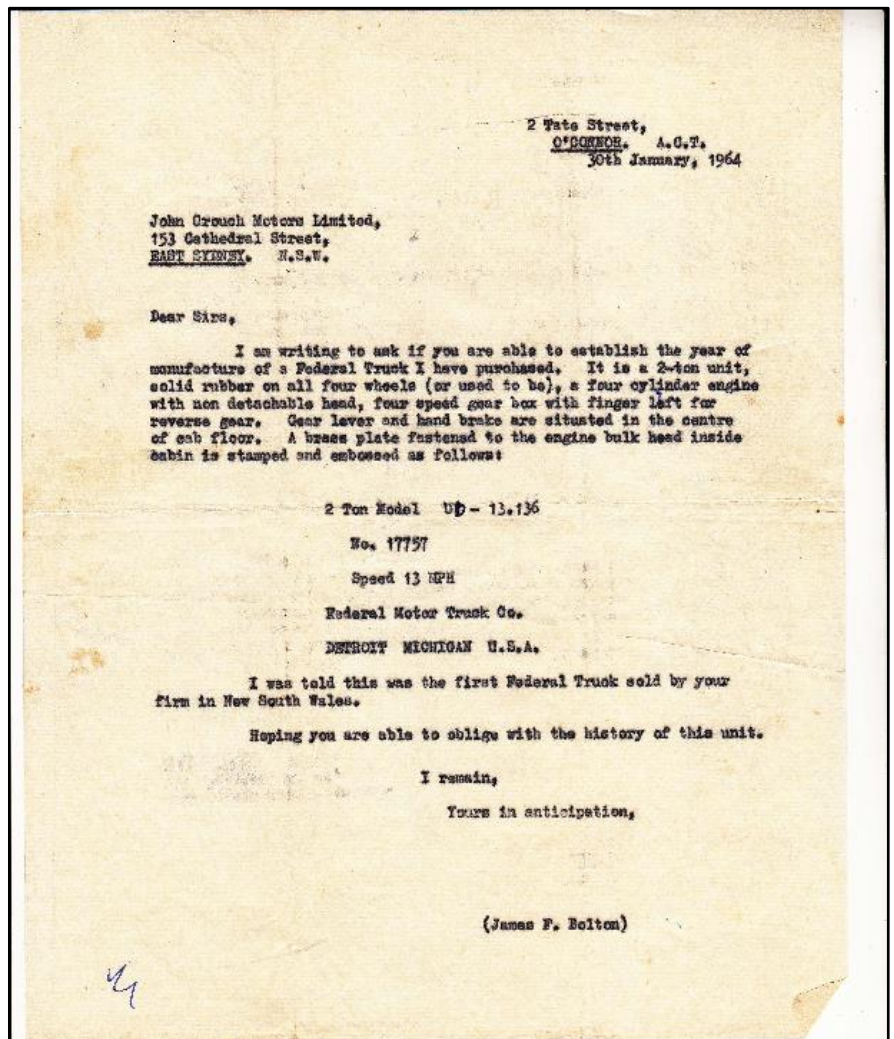 2 Tate Street,
O'CONNOR. A.C.T.
30th January, 1964
John Crouch Motors Limited,
153 Cathedral Street,
EAST SYDNEY. N.S.W.
Dear Sirs,
I am writing to ask if you are able to establish the year of
manufacture of a Federal Truck I have purchased. It is a 2-ton unit,
solid rubber on all four wheels (or used to be), a four cylinder engine
with non detachable head, four speed gear box with finger left for
reverse gear. Gear lever and hand brake are situated in the centre
of cab floor. A brass plate fastened to the engine bulk head inside
cabin is stamped and embossed as follows:
2 Ton Model UD - 13.136
No. 17757
Speed 13 MPH
Federal Motor Truck Co.
DETROIT MICHIGAN U.S.A.
I was told this was the first Federal Truck sold by your
firm in New South Wales.
Hoping you are able to oblige with the history of this unit.
I remain,
Yours in anticipation,
(James F. Bolton)